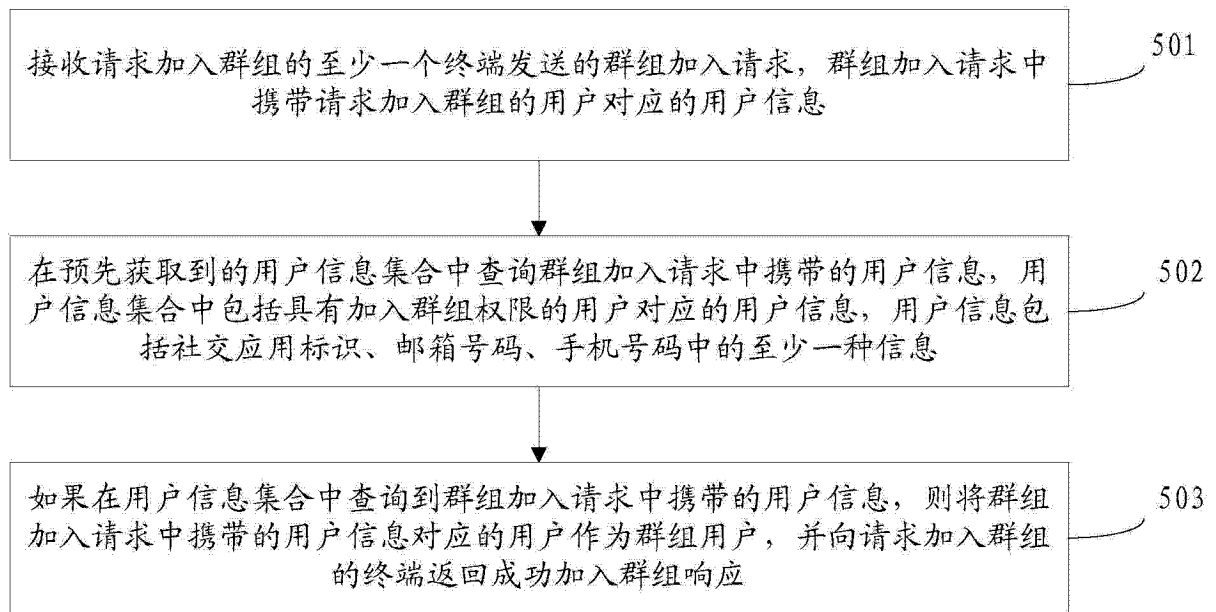 接收请求加入群组的至少一个终端发送的群组加入请求，群组加入请求中
携带请求加入群组的用户对应的用户信息
501
在预先获取到的用户信息集合中查询群组加入请求中携带的用户信息，用
户信息集合中包括具有加入群组权限的用户对应的用户信息，用户信息包
括社交应用标识、邮箱号码、手机号码中的至少一种信息
502
如果在用户信息集合中查询到群组加入请求中携带的用户信息，则将群组
加入请求中携带的用户信息对应的用户作为群组用户，并向请求加入群组
的终端返回成功加入群组响应
503